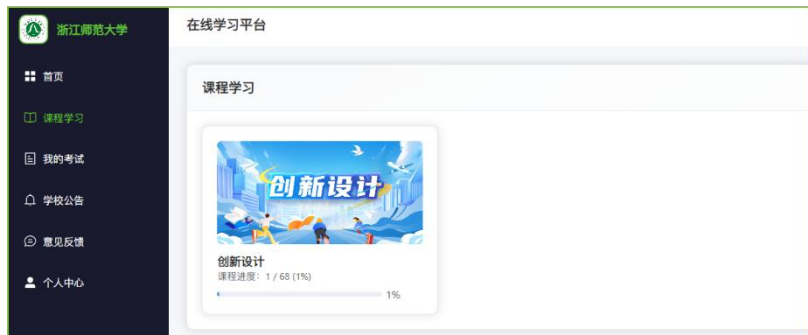 浙江师范大学
在线学习平台
首页
课程学习
我的考试
学校公告
意见反馈
个人中心
课程学习
创新设计
创新设计
课程进度：1 / 68 (1%)
1%